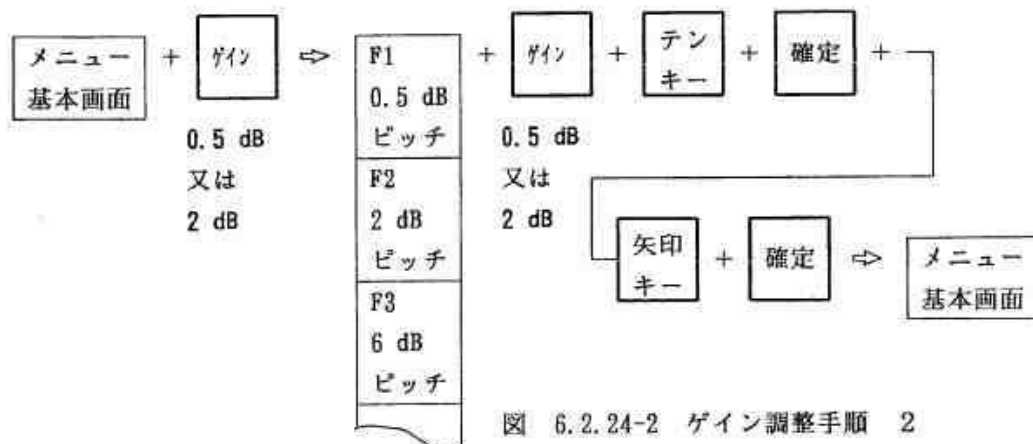 メニュー
基本画面
+
ゲイン
⇨
0.5 dB
又は
2 dB
F1
0.5 dB
ピッチ
F2
2 dB
ピッチ
F3
6 dB
ピッチ
+
ゲイン
+
テン
キー
+
確定
+
0.5 dB
又は
2 dB
矢印
キー
+
確定
⇨
メニュー
基本画面
図 6.2.24-2 ゲイン調整手順 2